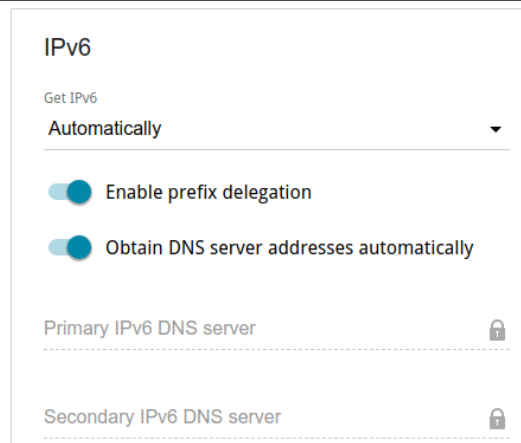 IPv6
Get IPv6
Automatically
Enable prefix delegation
Obtain DNS server addresses automatically
Primary IPv6 DNS server
Secondary IPv6 DNS server